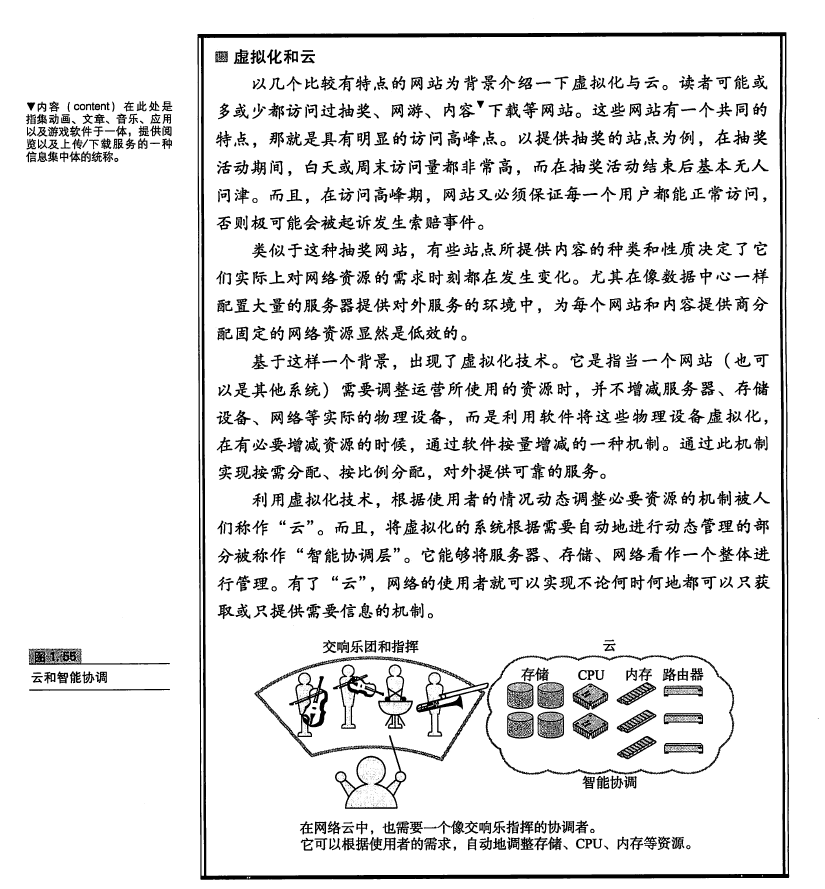 虚拟化和云
以几个比较有特点的网站为背景介绍一下虚拟化与云。读者可能或
多或少都访问过抽奖、网游、内容▼下载等网站。这些网站有一个共同的
特点，那就是具有明显的访问高峰点。以提供抽奖的站点为例，在抽奖
活动期间，白天或周末访问量都非常高，而在抽奖活动结束后基本无人
问津。而且，在访问高峰期，网站又必须保证每一个用户都能正常访问，
否则极可能会被起诉发生索赔事件。
▼内容（content）在此处是
指集动画、文章、音乐、应用
以及游戏软件于一体，提供阅
览以及上传/下载服务的一种
信息集中体的统称。
类似于这种抽奖网站，有些站点所提供内容的种类和性质决定了它
们实际上对网络资源的需求时刻都在发生变化。尤其在像数据中心一样
配置大量的服务器提供对外服务的环境中，为每个网站和内容提供商分
配固定的网络资源显然是低效的。
基于这样一个背景，出现了虚拟化技术。它是指当一个网站（也可
以是其他系统）需要调整运营所使用的资源时，并不增减服务器、存储
设备、网络等实际的物理设备，而是利用软件将这些物理设备虚拟化，
在有必要增减资源的时候，通过软件按量增减的一种机制。通过此机制
实现按需分配、按比例分配，对外提供可靠的服务。
利用虚拟化技术，根据使用者的情况动态调整必要资源的机制被人
们称作“云”。而且，将虚拟化的系统根据需要自动地进行动态管理的部
分被称作“智能协调层”。它能够将服务器、存储、网络看作一个整体进
行管理。有了“云”，网络的使用者就可以实现不论何时何地都可以只获
取或只提供需要信息的机制。
图1.55
云和智能协调
交响乐团和指挥
云
存储 CPU 内存 路由器
智能协调
在网络云中，也需要一个像交响乐指挥的协调者。
它可以根据使用者的需求，自动地调整存储、CPU、内存等资源。